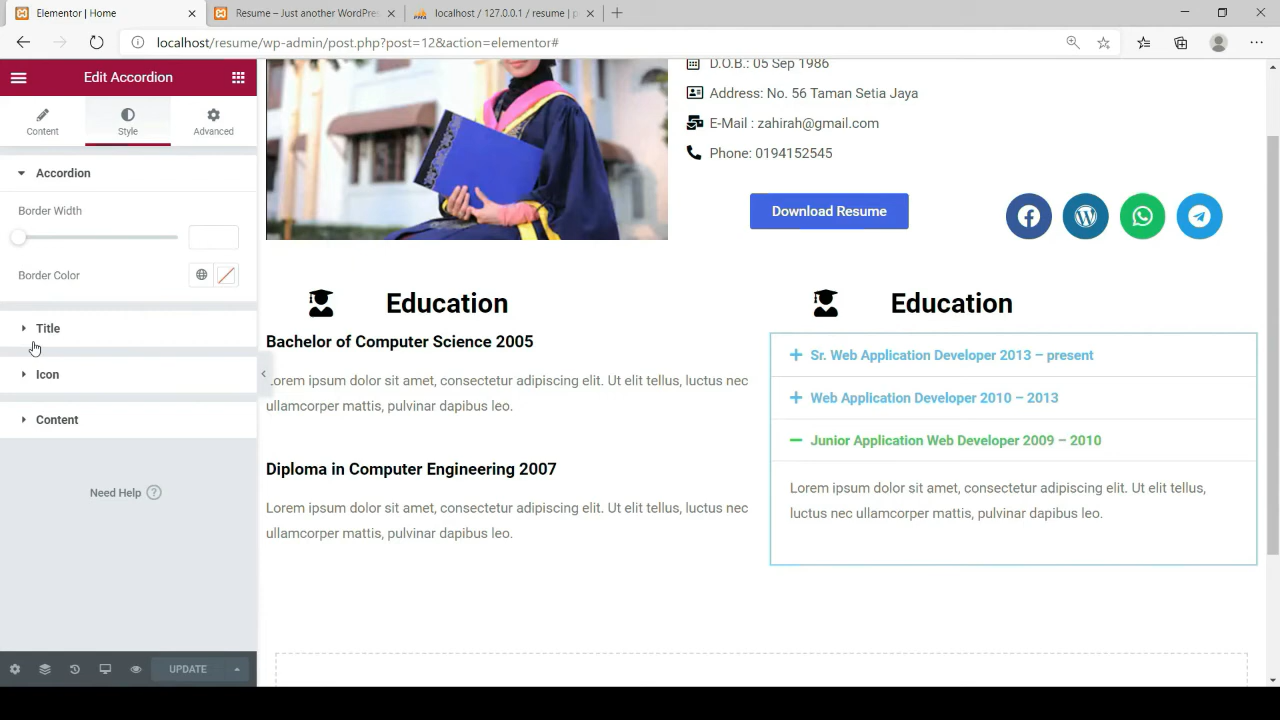 Elementor | Home
Resume – Just another WordPres
localhost / 127.0.0.1 / resume | p
localhost/resume/wp-admin/post.php?post=12&action=elementor#
Edit Accordion
Content
Style
Advanced
Accordion
Border Width
Border Color
Title
Icon
Content
Need Help ?
UPDATE
D.O.B.: 05 Sep 1986
Address: No. 56 Taman Setia Jaya
E-Mail : zahirah@gmail.com
Phone: 0194152545
Download Resume
Education
Bachelor of Computer Science 2005
Lorem ipsum dolor sit amet, consectetur adipiscing elit. Ut elit tellus, luctus nec
ullamcorper mattis, pulvinar dapibus leo.
Diploma in Computer Engineering 2007
Lorem ipsum dolor sit amet, consectetur adipiscing elit. Ut elit tellus, luctus nec
ullamcorper mattis, pulvinar dapibus leo.
Education
Sr. Web Application Developer 2013 – present
Web Application Developer 2010 – 2013
Junior Application Web Developer 2009 – 2010
Lorem ipsum dolor sit amet, consectetur adipiscing elit. Ut elit tellus,
luctus nec ullamcorper mattis, pulvinar dapibus leo.